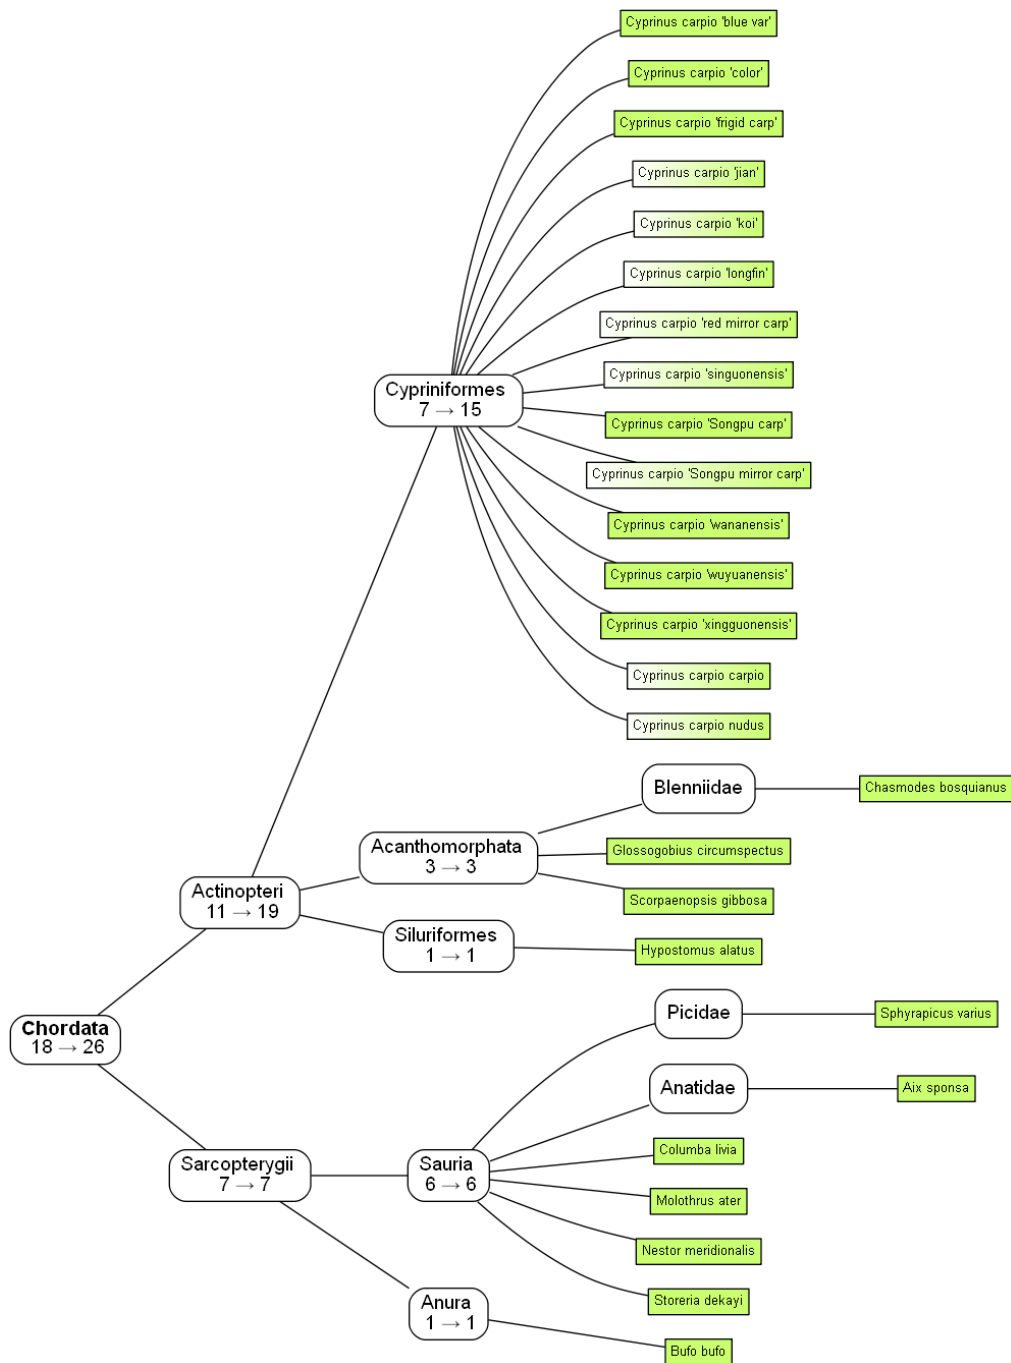 Cyprinus carpio 'blue var'
Cyprinus carpio 'color'
Cyprinus carpio 'frigid carp'
Cyprinus carpio 'jian'
Cyprinus carpio 'koi'
Cyprinus carpio 'longfin'
Cyprinus carpio 'red mirror carp'
Cyprinus carpio 'singuonensis'
Cypriniformes
7 → 15
Cyprinus carpio 'Songpu carp'
Cyprinus carpio 'Songpu mirror carp'
Cyprinus carpio 'wananensis'
Cyprinus carpio 'wuyuanensis'
Cyprinus carpio 'xingguonensis'
Cyprinus carpio carpio
Cyprinus carpio nudus
Blenniidae
Chasmodes bosquianus
Acanthomorphata
3 → 3
Glossogobius circumspectus
Scorpaenopsis gibbosa
Actinopteri
11 → 19
Siluriformes
1 → 1
Hypostomus alatus
Picidae
Sphyrapicus varius
Chordata
18 → 26
Anatidae
Aix sponsa
Columba livia
Sarcopterygii
7 → 7
Sauria
6 → 6
Molothrus ater
Nestor meridionalis
Storeria dekayi
Anura
1 → 1
Bufo bufo